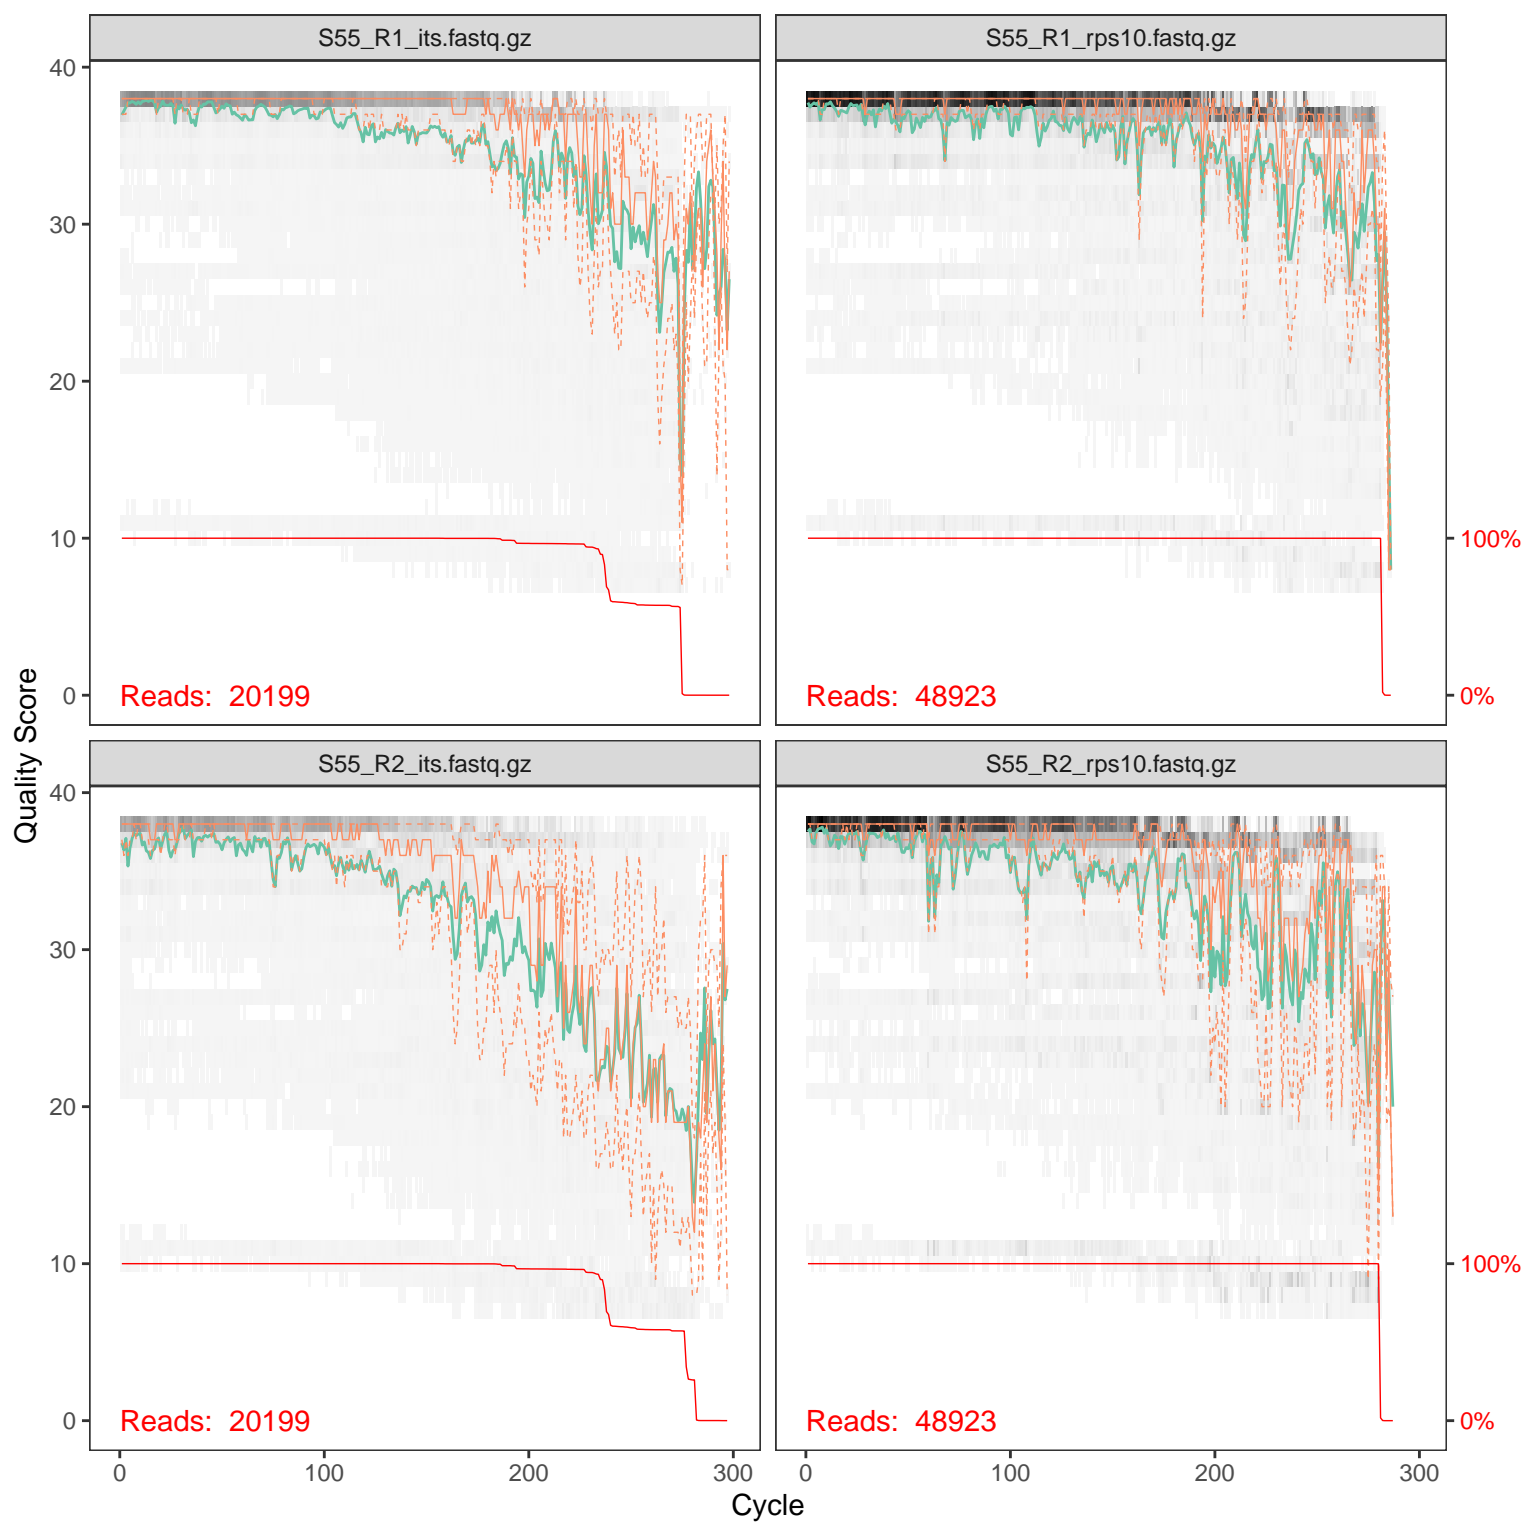 S55_R1_its.fastq.gz
S55_R1_rps10.fastq.gz
40
30
20
10
0
100%
0%
Reads: 20199
Reads: 48923
Quality Score
S55_R2_its.fastq.gz
S55_R2_rps10.fastq.gz
40
30
20
10
0
100%
0%
Reads: 20199
Reads: 48923
0 100 200 300
0 100 200 300
Cycle